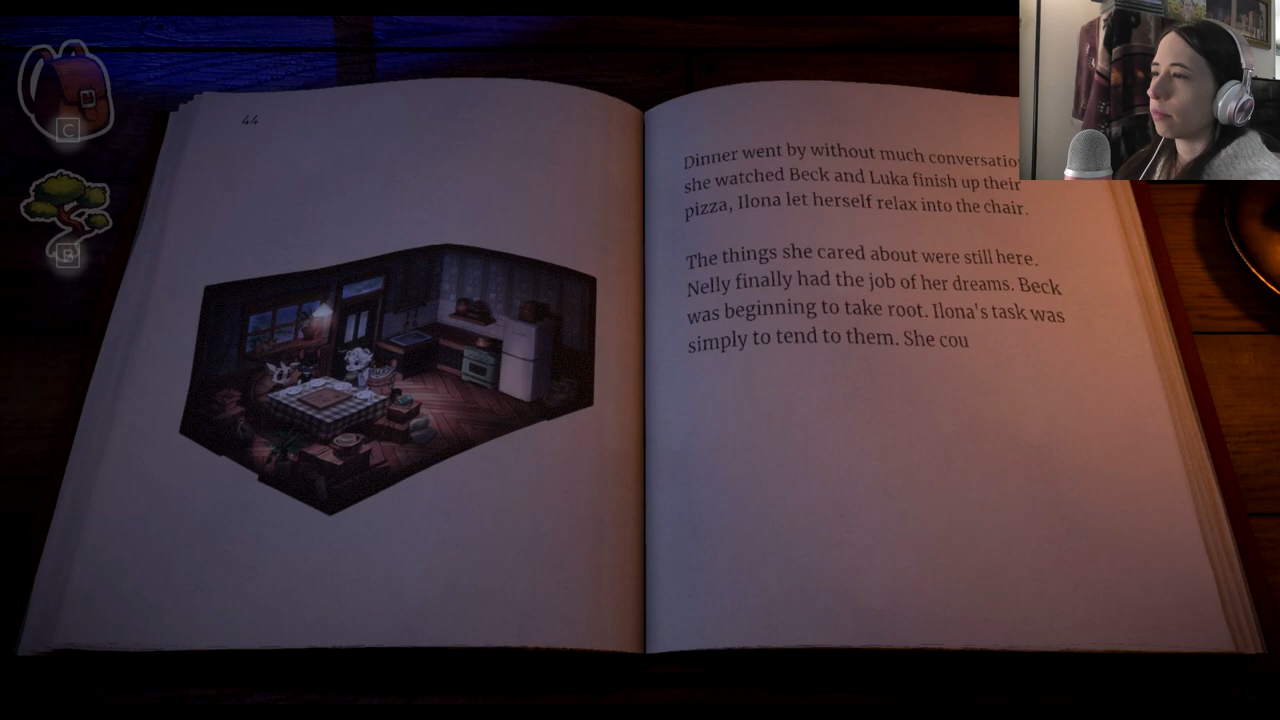 C
B
44
Dinner went by without much
she watched Beck and Luka finish up their
pizza, Ilona let herself relax into the chair.
The things she cared about were still here.
Nelly finally had the job of her dreams. Beck
was beginning to take root. Ilona's task was
simply to tend to them. She cou